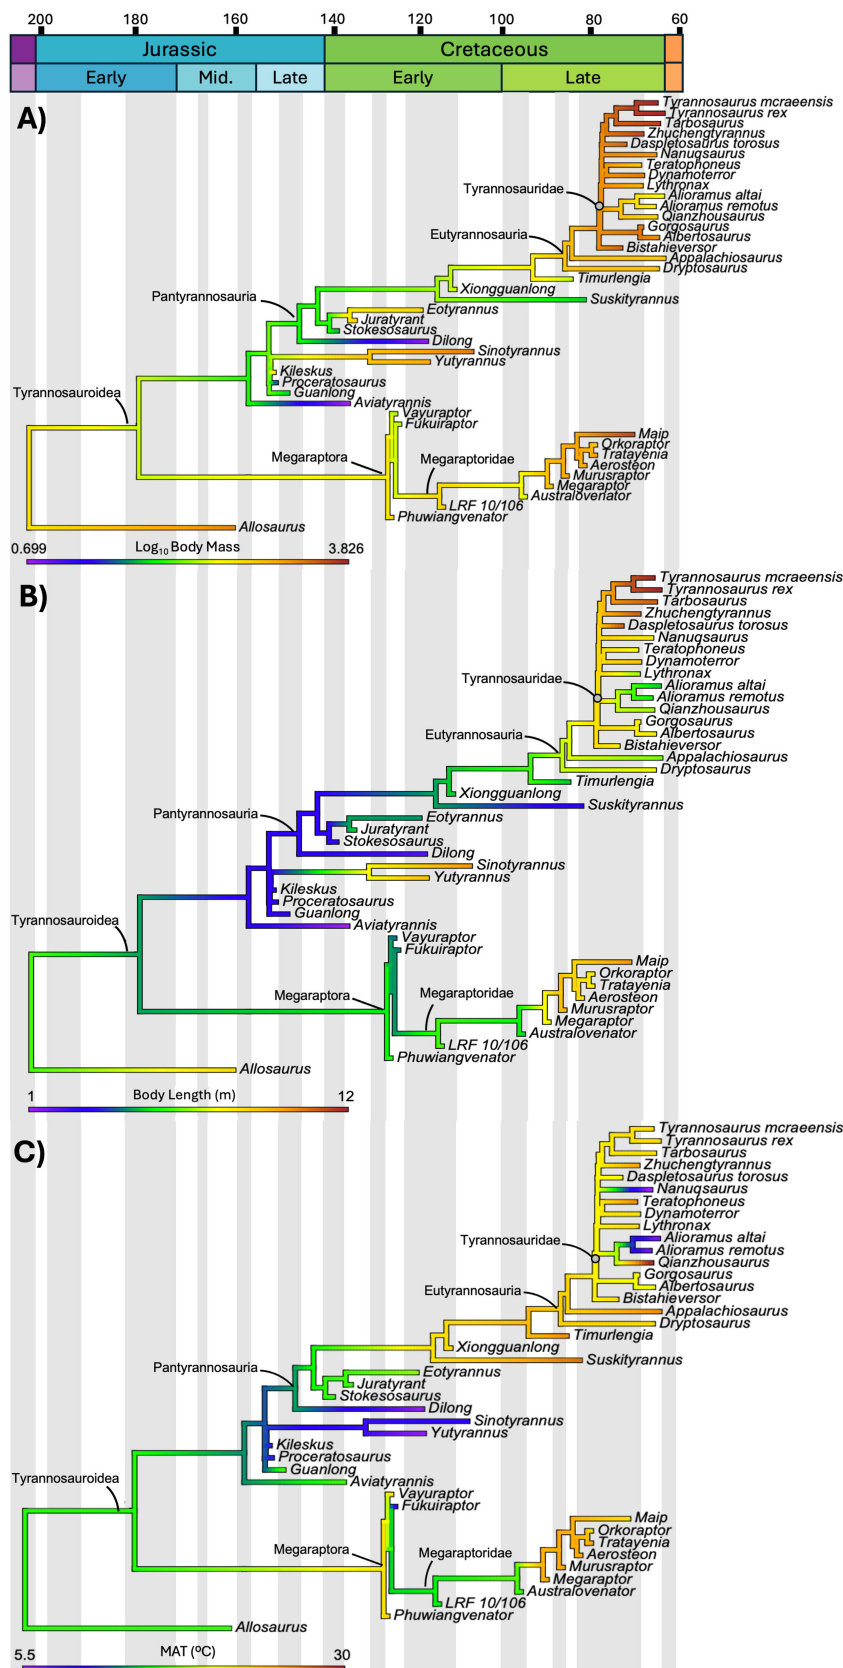 200 180 160 140 120 100 80 60
Jurassic Cretaceous
Early Mid. Late Early Late
A)
Tyrannosaurus mcraeensis
Tyrannosaurus rex
Tarbosaurus
Zhuchengtyrannus
Daspletosaurus torosus
Nanuqsaurus
Teratophoneus
Dynamoterror
Lythronax
Tyrannosauridae
Alioramus altai
Alioramus remotus
Qianzhousaurus
Gorgosaurus
Eutyrannosauria
Albertosaurus
Bistahieversor
Appalachiosaurus
Dryptosaurus
Timurlengia
Xiongguanlong
Pantyrannosauria
Suskityrannus
Eotyrannus
Juratyrant
Stokesosaurus
Dilong
Sinotyrannus
Yutyrannus
Kileskus
Proceratosaurus
Guanlong
Tyrannosauroidea
Aviatyrannis
Vayuraptor
Fukuiraptor
Maip
Orkoraptor
Tratayenia
Megaraptora
Megaraptoridae
Aerosteon
Murusraptor
Megaraptor
Australovenator
LRF 10/106
Phuwiangvenator
Allosaurus
0.699 Log10 Body Mass 3.826
B)
Tyrannosaurus mcraeensis
Tyrannosaurus rex
Tarbosaurus
Zhuchengtyrannus
Daspletosaurus torosus
Nanuqsaurus
Teratophoneus
Dynamoterror
Lythronax
Tyrannosauridae
Alioramus altai
Alioramus remotus
Qianzhousaurus
Gorgosaurus
Eutyrannosauria
Albertosaurus
Bistahieversor
Appalachiosaurus
Dryptosaurus
Timurlengia
Xiongguanlong
Suskityrannus
Pantyrannosauria
Eotyrannus
Juratyrant
Stokesosaurus
Dilong
Sinotyrannus
Yutyrannus
Kileskus
Proceratosaurus
Guanlong
Tyrannosauroidea
Aviatyrannis
Vayuraptor
Fukuiraptor
Maip
Orkoraptor
Tratayenia
Megaraptora
Megaraptoridae
Aerosteon
Murusraptor
Megaraptor
Australovenator
LRF 10/106
Phuwiangvenator
Allosaurus
1 Body Length (m) 12
C)
Tyrannosaurus mcraeensis
Tyrannosaurus rex
Tarbosaurus
Zhuchengtyrannus
Daspletosaurus torosus
Nanuqsaurus
Teratophoneus
Dynamoterror
Lythronax
Tyrannosauridae
Alioramus altai
Alioramus remotus
Qianzhousaurus
Gorgosaurus
Eutyrannosauria
Albertosaurus
Bistahieversor
Appalachiosaurus
Dryptosaurus
Timurlengia
Xiongguanlong
Suskityrannus
Pantyrannosauria
Eotyrannus
Juratyrant
Stokesosaurus
Dilong
Sinotyrannus
Yutyrannus
Kileskus
Proceratosaurus
Guanlong
Tyrannosauroidea
Aviatyrannis
Vayuraptor
Fukuiraptor
Maip
Orkoraptor
Tratayenia
Megaraptora
Megaraptoridae
Aerosteon
Murusraptor
Megaraptor
Australovenator
LRF 10/106
Phuwiangvenator
Allosaurus
5.5 MAT (ºC) 30